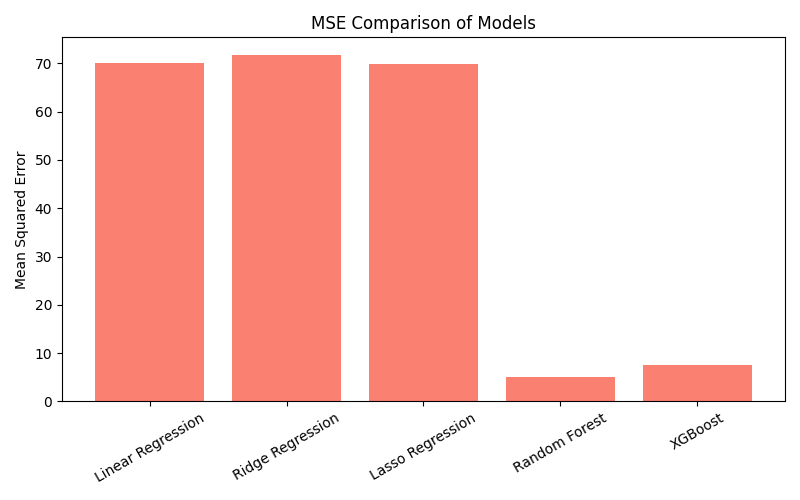 MSE Comparison of Models
Mean Squared Error
70
60
50
40
30
20
10
0
Linear Regression
Ridge Regression
Lasso Regression
Random Forest
XGBoost